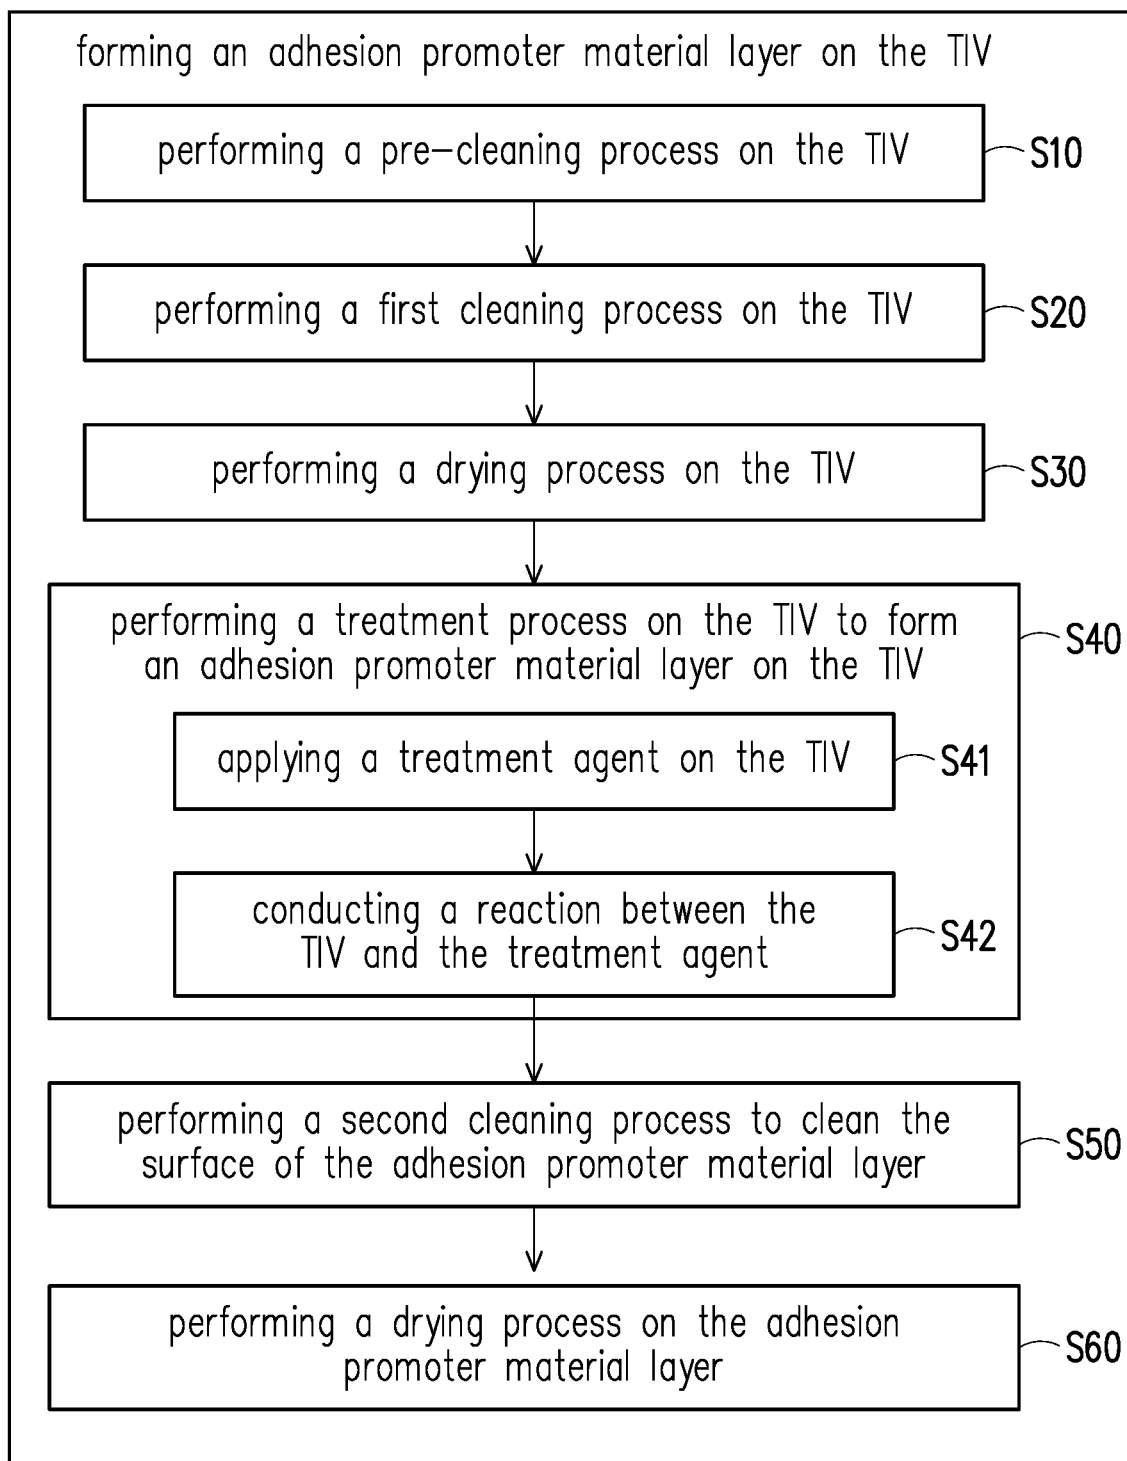 forming an adhesion promoter material layer on the TIV
performing a pre-cleaning process on the TIV
S10
performing a first cleaning process on the TIV
S20
performing a drying process on the TIV
S30
performing a treatment process on the TIV to form
an adhesion promoter material layer on the TIV
S40
applying a treatment agent on the TIV
S41
conducting a reaction between the
TIV and the treatment agent
S42
performing a second cleaning process to clean the
surface of the adhesion promoter material layer
S50
performing a drying process on the adhesion
promoter material layer
S60